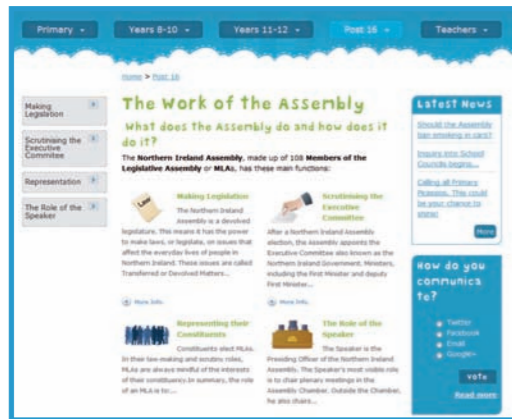 Primary
Years 8-10
Years 11-12
Post 16
Teachers
Home > Post 16
Making
Legislation
Scrutinising the
Executive
Commitee
Representation
The Role of the
Speaker
The Work of the Assembly
What does the Assembly do and how does it
do it?
The Northern Ireland Assembly, made up of 108 Members of the
Legislative Assembly or MLAs, has these main functions:
Law
Making Legislation
The Northern Ireland
Assembly is a devolved
legislature. This means it has the power
to make laws, or legislate, on issues that
affect the everyday lives of people in
Northern Ireland. These issues are called
Transferred or Devolved Matters...
More Info.
Scrutinising the
Executive
Committee
After a Northern Ireland Assembly
election, the Assembly appoints the
Executive Committee also known as the
Northern Ireland Government. Ministers,
including the First Minister and deputy
First Minister...
More Info.
Representing their
Constituents
Constituents elect MLAs.
In their law-making and scrutiny roles,
MLAs are always mindful of the interests
of their constituency.In summary, the role
of an MLA is to:...
The Role of the
Speaker
The Speaker is the
Presiding Officer of the Northern Ireland
Assembly. The Speaker's most visible role
is to chair plenary meetings in the
Assembly Chamber. Outside the Chamber,
he also chairs...
Latest News
Should the Assembly
ban smoking in cars?
Inquiry into School
Councils begins...
Calling all Primary
Picassos. This could
be your chance to
shine!
More
How do you
communica
te?
Twitter
Facebook
Email
Google+
vote
Read more